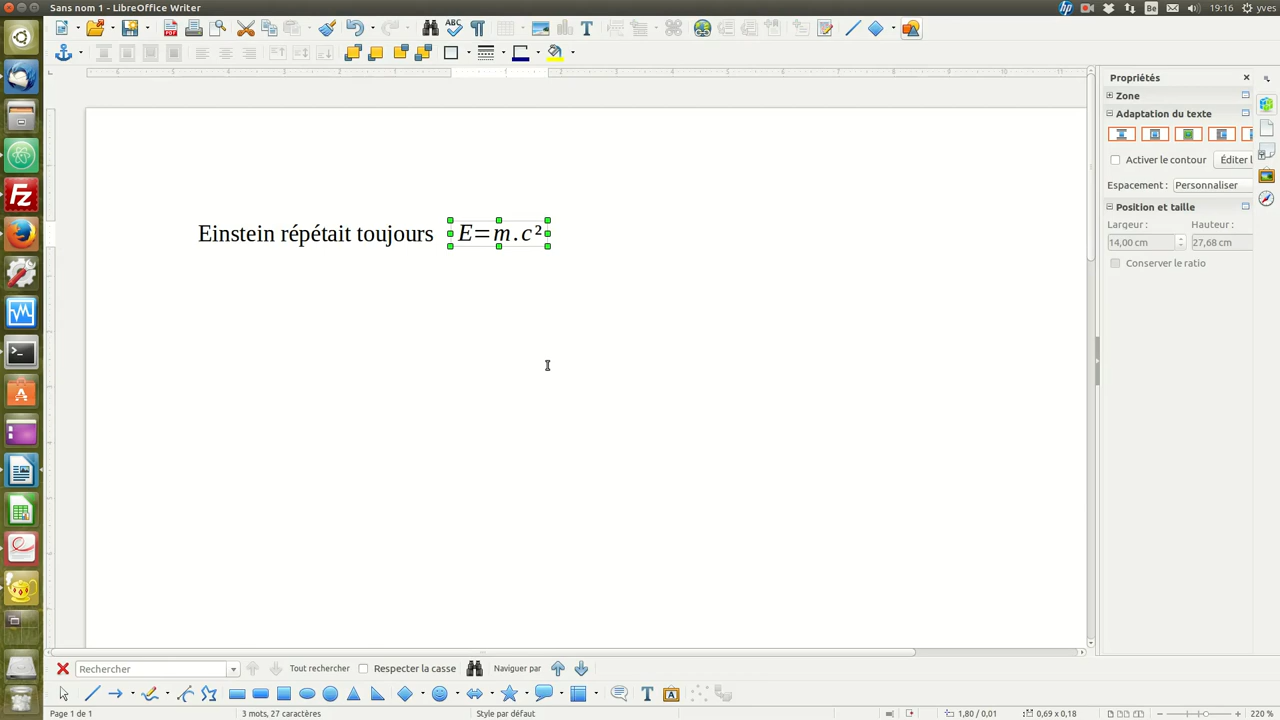 Sans nom 1 - LibreOffice Writer
Be
19:16
yves
Propriétés
Zone
Adaptation du texte
Activer le contour
Éditer l
Espacement: Personnaliser
Position et taille
Largeur: Hauteur:
14,00 cm 27,68 cm
Conserver le ratio
Einstein répétait toujours E=m.c²
Rechercher
Tout rechercher
Respecter la casse
Naviguer par
Page 1 de 1
3 mots, 27 caractères
Style par défaut
1,80 / 0,01
0,69 x 0,18
220 %